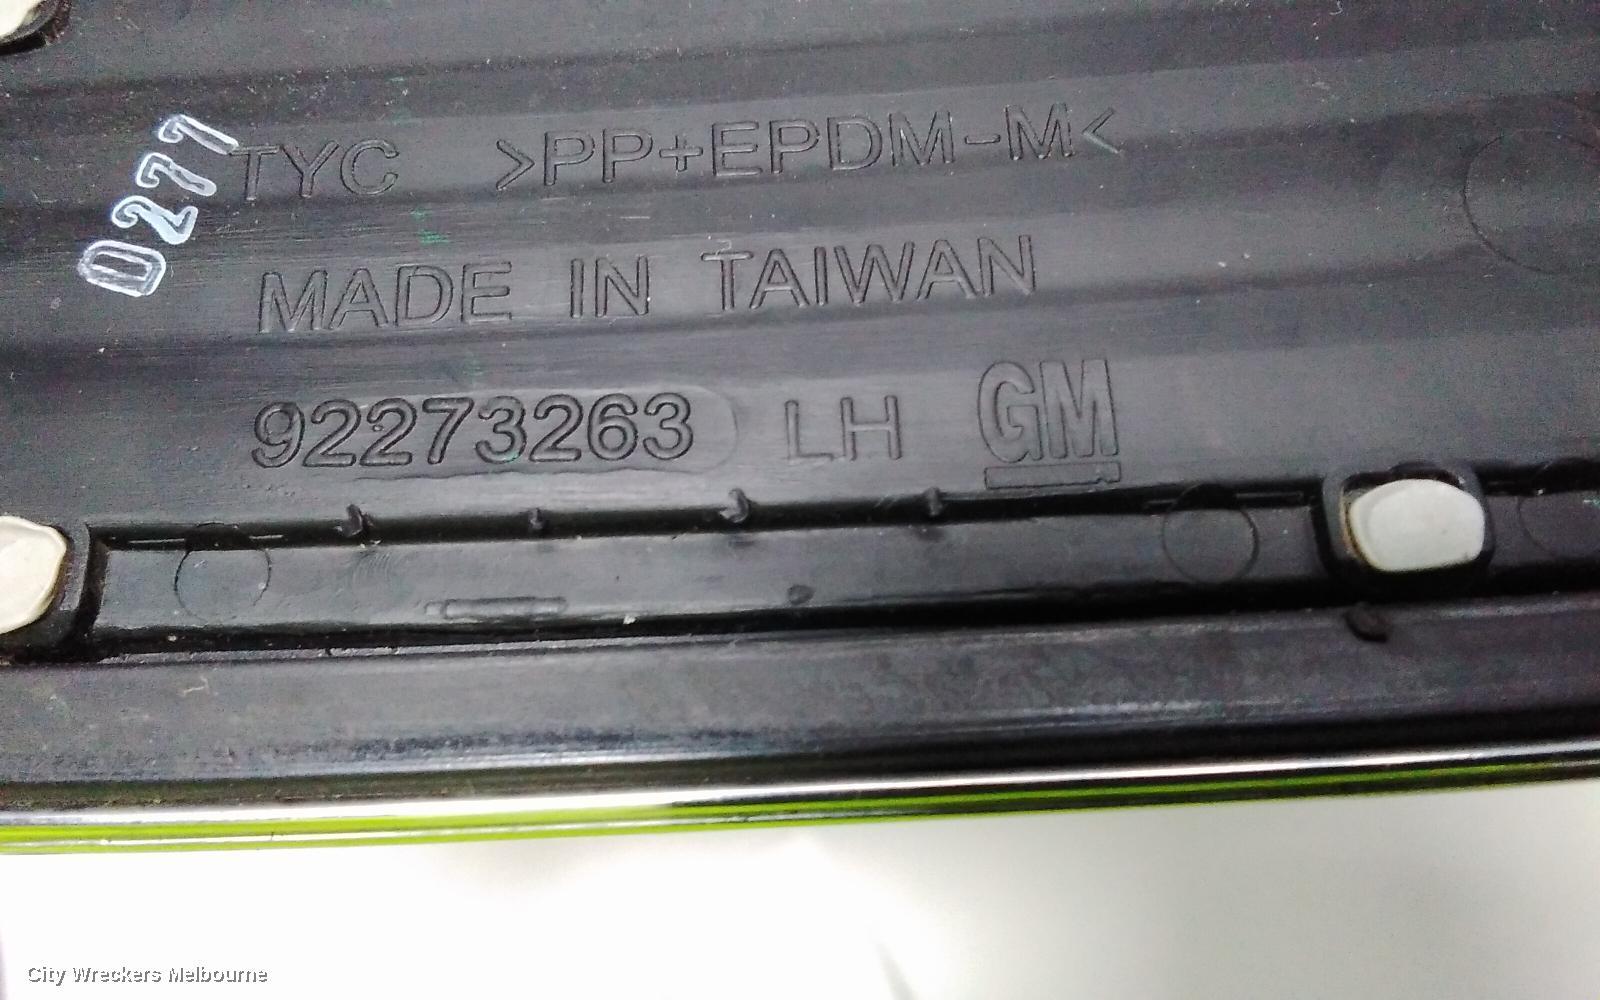 0277
TYC >PP+EPDM-M<
MADE IN TAIWAN
92273263 LH GM
City Wreckers Melbourne